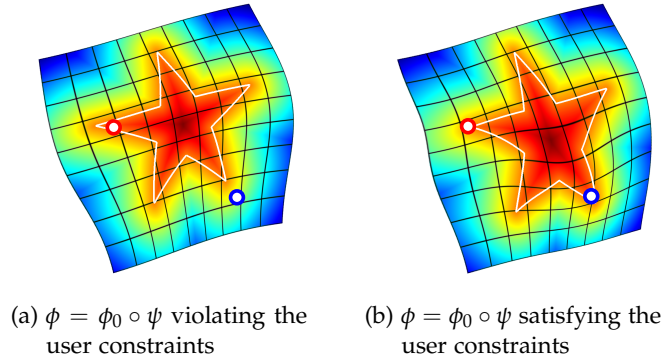 (a) ϕ = ϕ₀ ∘ ψ violating the
user constraints
(b) ϕ = ϕ₀ ∘ ψ satisfying the
user constraints